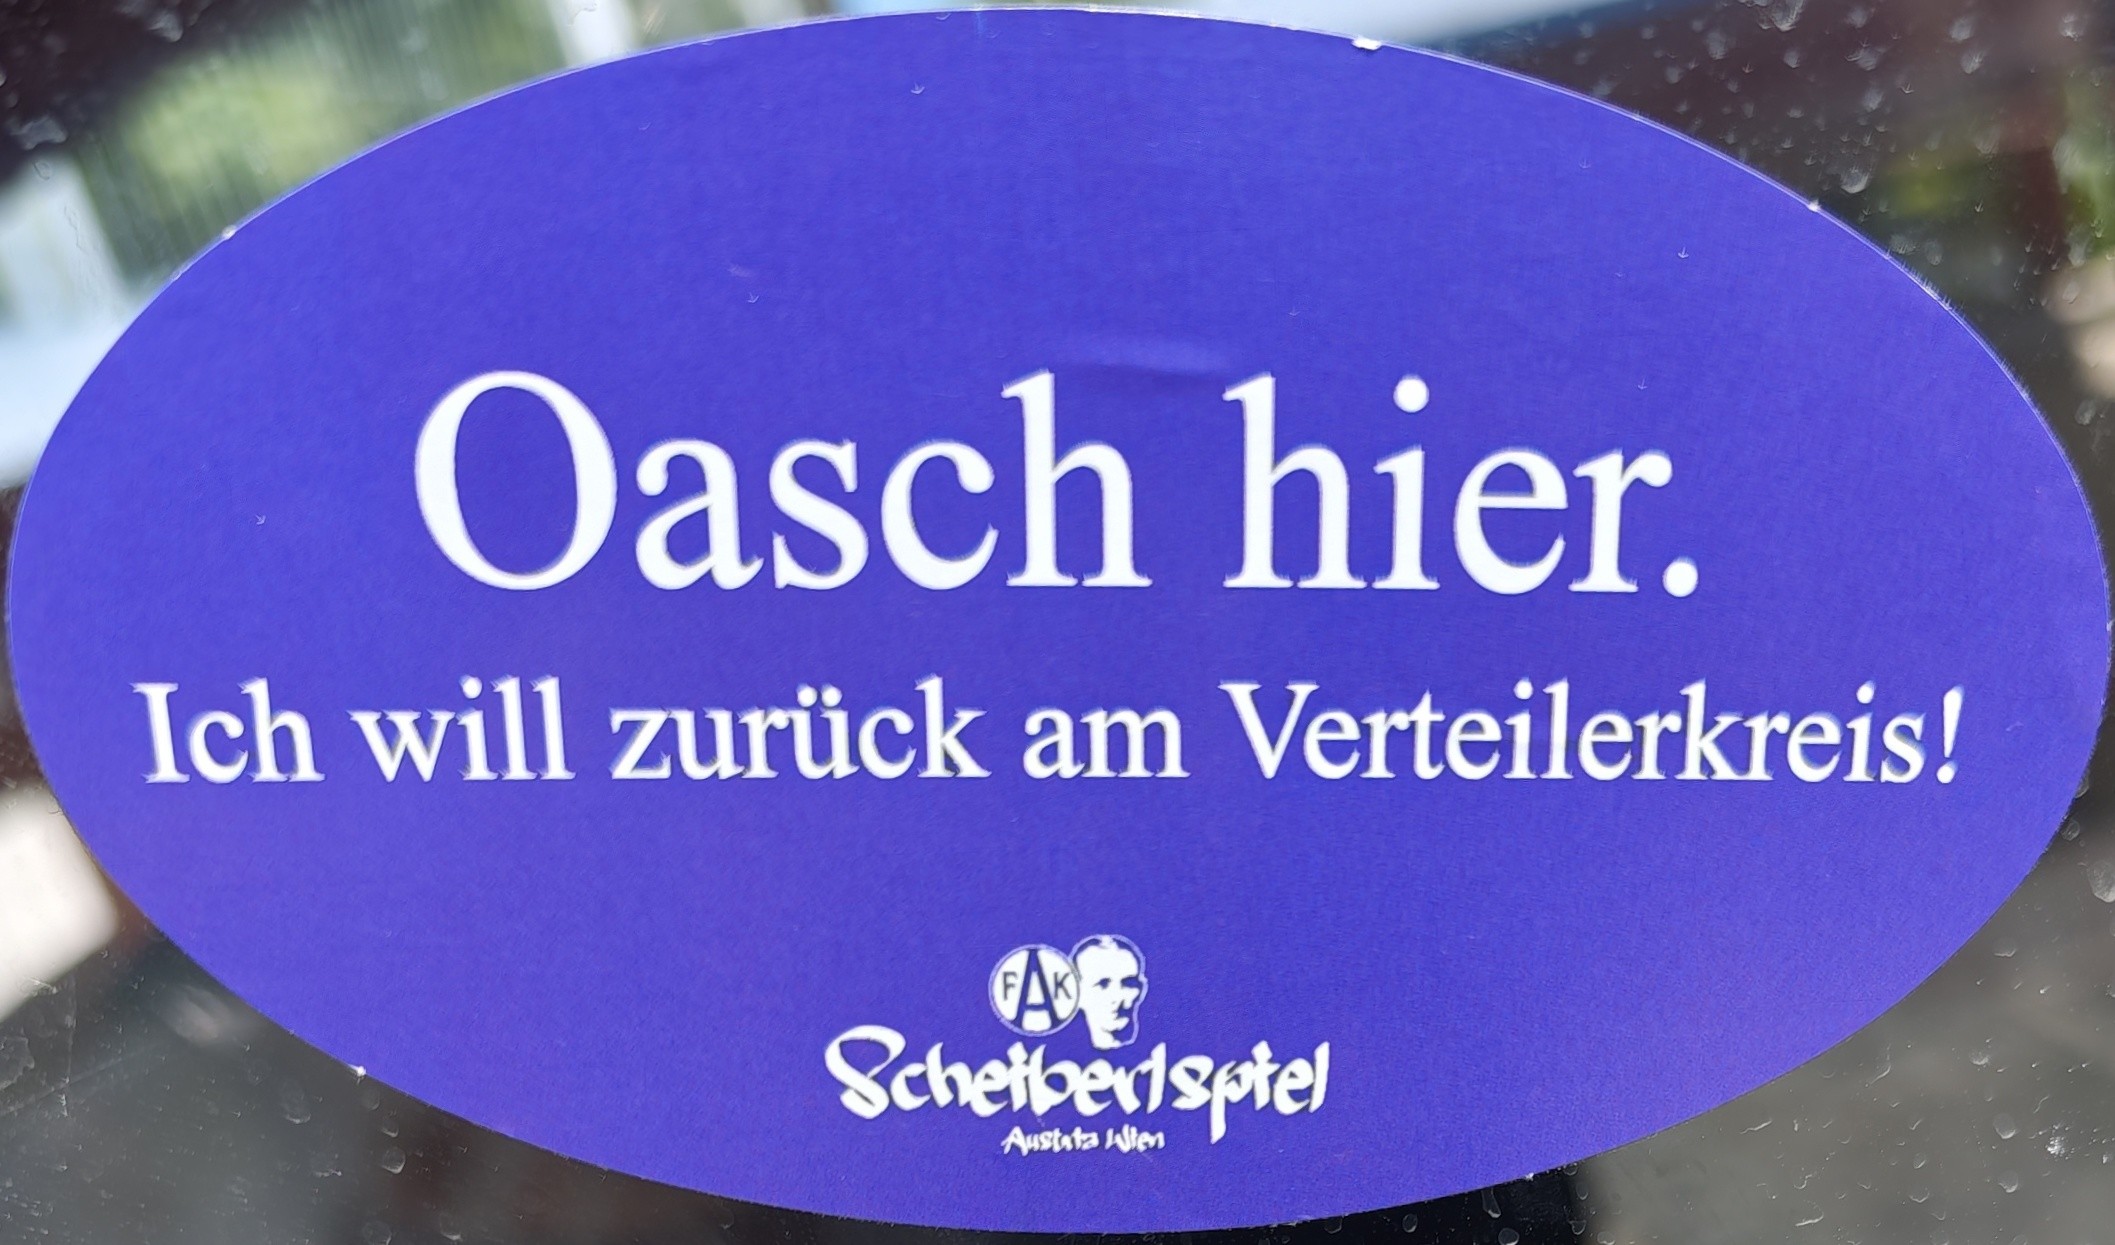 Oasch hier.
Ich will zurück am Verteilerkreis!
FAK
Scheiberlspiel
Austria Wien